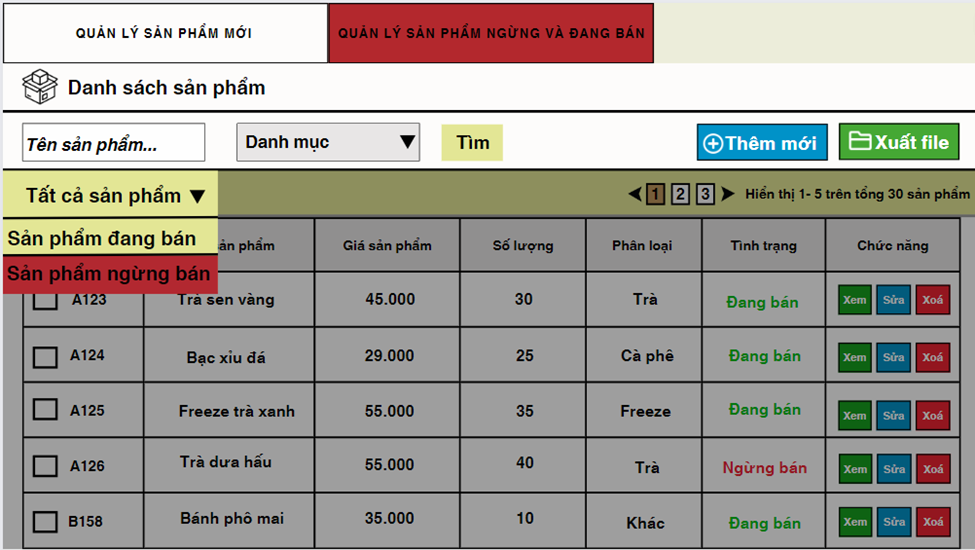 QUẢN LÝ SẢN PHẨM MỚI
QUẢN LÝ SẢN PHẨM NGỪNG VÀ ĐANG BÁN
Danh sách sản phẩm
Tên sản phẩm...
Danh mục
Tìm
Thêm mới
Xuất file
Tất cả sản phẩm
1 2 3
Hiển thị 1- 5 trên tổng 30 sản phẩm
Sản phẩm đang bán
Sản phẩm ngừng bán
sản phẩm Giá sản phẩm Số lượng Phân loại Tình trạng Chức năng
A123 Trà sen vàng 45.000 30 Trà Đang bán Xem Sửa Xoá
A124 Bạc xỉu đá 29.000 25 Cà phê Đang bán Xem Sửa Xoá
A125 Freeze trà xanh 55.000 35 Freeze Đang bán Xem Sửa Xoá
A126 Trà dưa hấu 55.000 40 Trà Ngừng bán Xem Sửa Xoá
B158 Bánh phô mai 35.000 10 Khác Đang bán Xem Sửa Xoá